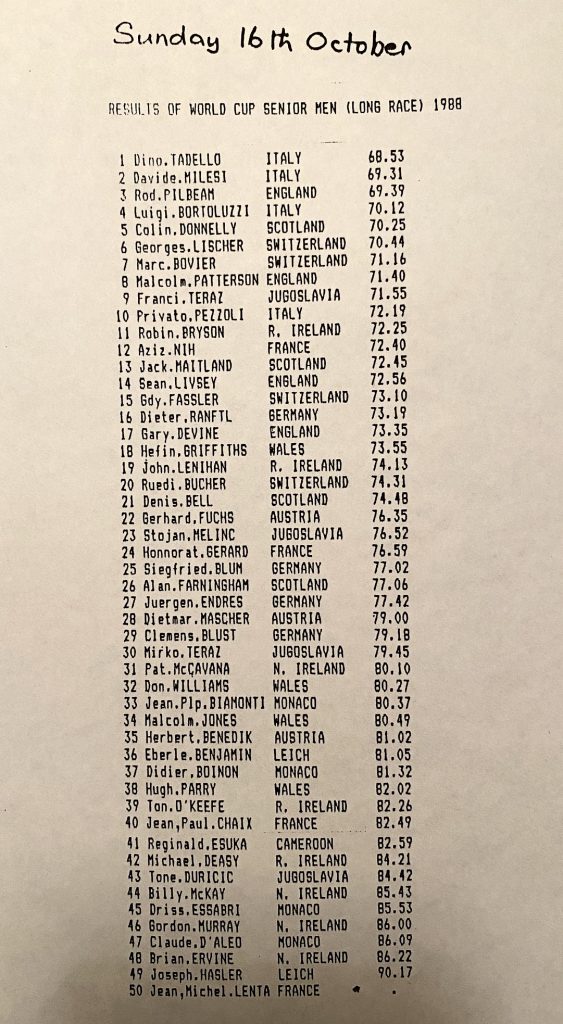 Sunday 16th October
RESULTS OF WORLD CUP SENIOR MEN (LONG RACE) 1988
1 Dino.TADELLO ITALY 68.53
2 Davide.MILESI ITALY 69.31
3 Rod.PILBEAM ENGLAND 69.39
4 Luigi.BORTOLUZZI ITALY 70.12
5 Colin.DONNELLY SCOTLAND 70.25
6 Georges.LISCHER SWITZERLAND 70.44
7 Marc.BOVIER SWITZERLAND 71.16
8 Malcolm.PATTERSON ENGLAND 71.40
9 Franci.TERAZ JUGOSLAVIA 71.55
10 Privato.PEZZOLI ITALY 72.19
11 Robin.BRYSON R. IRELAND 72.25
12 Aziz.NIH FRANCE 72.40
13 Jack.MAITLAND SCOTLAND 72.45
14 Sean.LIVSEY ENGLAND 72.56
15 Gdy.FASSLER SWITZERLAND 73.10
16 Dieter.RANFTL GERMANY 73.19
17 Gary.DEVINE ENGLAND 73.35
18 Hefin.GRIFFITHS WALES 73.55
19 John.LENIHAN R. IRELAND 74.13
20 Ruedi.BUCHER SWITZERLAND 74.31
21 Denis.BELL SCOTLAND 74.48
22 Gerhard.FUCHS AUSTRIA 76.35
23 Stojan.MELINC JUGOSLAVIA 76.52
24 Honnorat.GERARD FRANCE 76.59
25 Siegfried.BLUM GERMANY 77.02
26 Alan.FARNINGHAM SCOTLAND 77.06
27 Juergen.ENDRES GERMANY 77.42
28 Dietmar.MASCHER AUSTRIA 79.00
29 Clemens.BLUST GERMANY 79.18
30 Mirko.TERAZ JUGOSLAVIA 79.45
31 Pat.McCAVANA N. IRELAND 80.10
32 Don.WILLIAMS WALES 80.27
33 Jean.Plp.BIAMONTI MONACO 80.37
34 Malcolm.JONES WALES 80.49
35 Herbert.BENEDIK AUSTRIA 81.02
36 Eberle.BENJAMIN LEICH 81.05
37 Didier.BOINON MONACO 81.32
38 Hugh.PARRY WALES 82.02
39 Ton.O'KEEFE R. IRELAND 82.26
40 Jean,Paul.CHAIX FRANCE 82.49
41 Reginald.ESUKA CAMEROON 82.59
42 Michael.DEASY R. IRELAND 84.21
43 Tone.DURICIC JUGOSLAVIA 84.42
44 Billy.McKAY N. IRELAND 85.43
45 Driss.ESSABRI MONACO 85.53
46 Gordon.MURRAY N. IRELAND 86.00
47 Claude.D'ALEO MONACO 86.09
48 Brian.ERVINE N. IRELAND 86.22
49 Joseph.HASLER LEICH 90.17
50 Jean,Michel.LENTA FRANCE